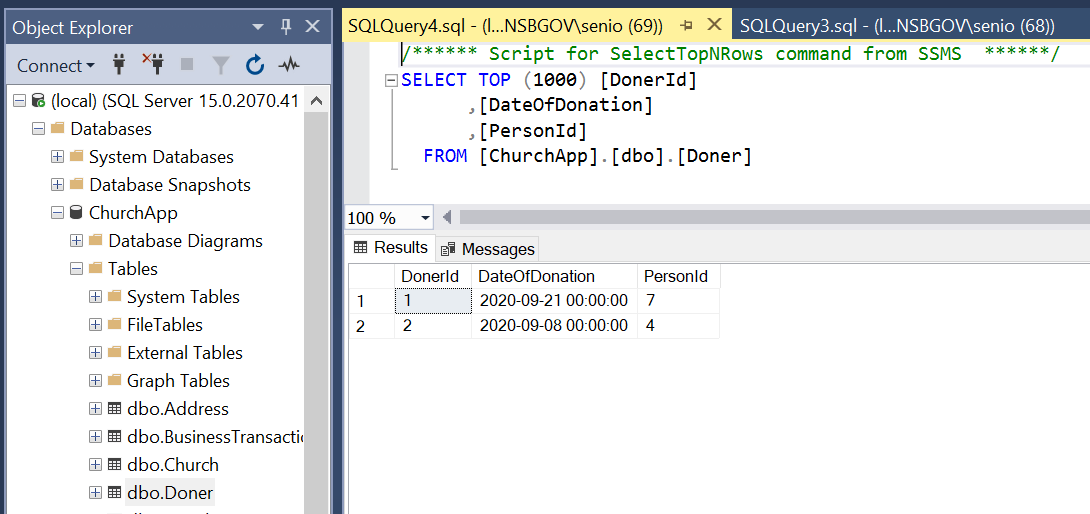 Object Explorer
Connect
(local) (SQL Server 15.0.2070.41
Databases
System Databases
Database Snapshots
ChurchApp
Database Diagrams
Tables
System Tables
FileTables
External Tables
Graph Tables
dbo.Address
dbo.BusinessTransactio
dbo.Church
dbo.Doner
SQLQuery4.sql - (l...NSBGOV\senio (69))
SQLQuery3.sql - (l...NSBGOV\senio (68))
/****** Script for SelectTopNRows command from SSMS ******/
SELECT TOP (1000) [DonerId]
,[DateOfDonation]
,[PersonId]
FROM [ChurchApp].[dbo].[Doner]
100 %
Results Messages
DonerId DateOfDonation PersonId
1 1 2020-09-21 00:00:00 7
2 2 2020-09-08 00:00:00 4